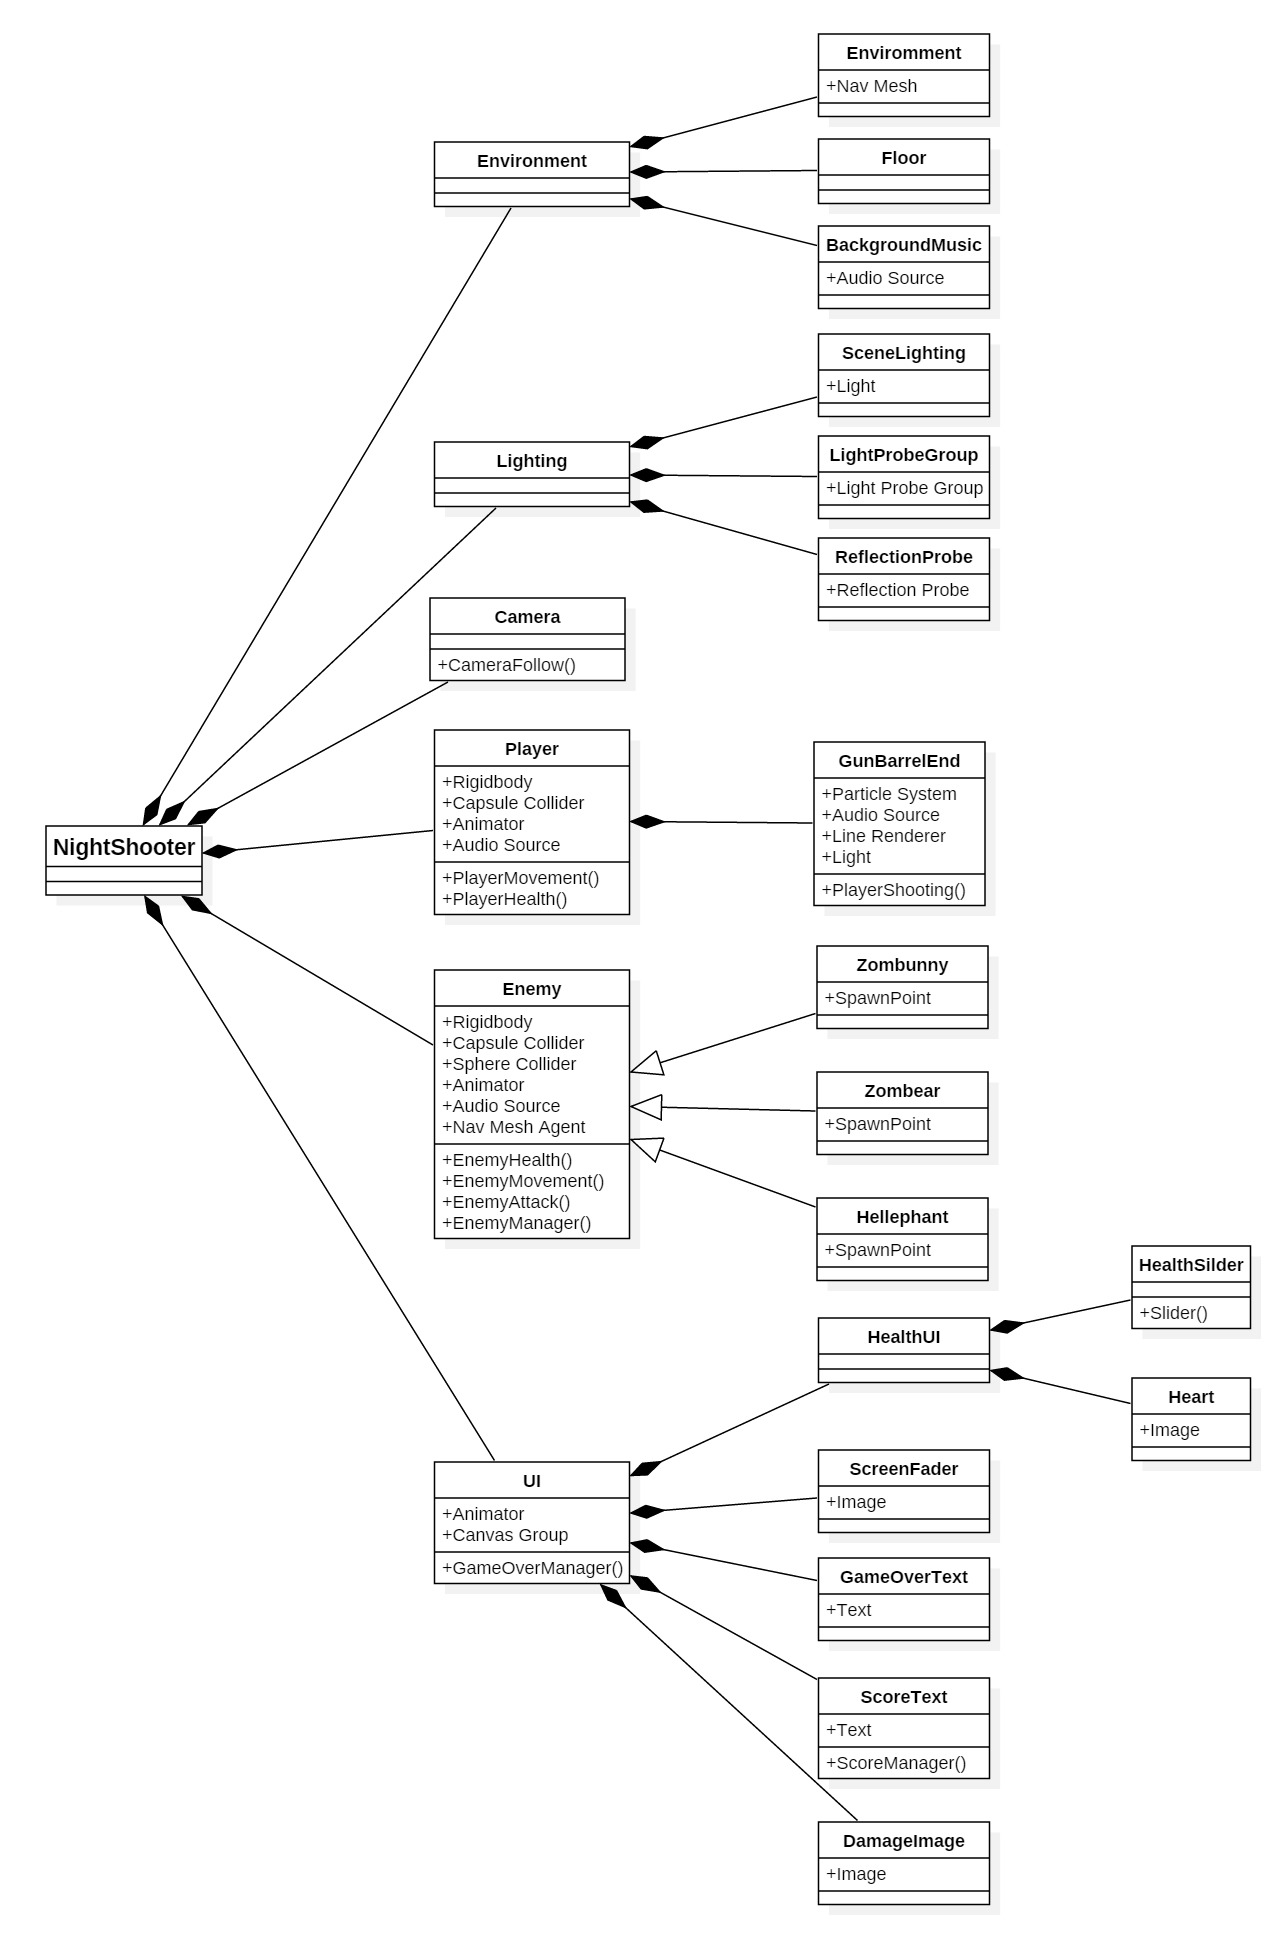 Enviromment
+Nav Mesh
Environment
Floor
BackgroundMusic
+Audio Source
SceneLighting
+Light
Lighting
LightProbeGroup
+Light Probe Group
ReflectionProbe
+Reflection Probe
Camera
+CameraFollow()
Player
+Rigidbody
+Capsule Collider
+Animator
+Audio Source
+PlayerMovement()
+PlayerHealth()
GunBarrelEnd
+Particle System
+Audio Source
+Line Renderer
+Light
+PlayerShooting()
NightShooter
Enemy
+Rigidbody
+Capsule Collider
+Sphere Collider
+Animator
+Audio Source
+Nav Mesh Agent
+EnemyHealth()
+EnemyMovement()
+EnemyAttack()
+EnemyManager()
Zombunny
+SpawnPoint
Zombear
+SpawnPoint
Hellephant
+SpawnPoint
HealthSilder
+Slider()
HealthUI
Heart
+Image
UI
+Animator
+Canvas Group
+GameOverManager()
ScreenFader
+Image
GameOverText
+Text
ScoreText
+Text
+ScoreManager()
DamageImage
+Image